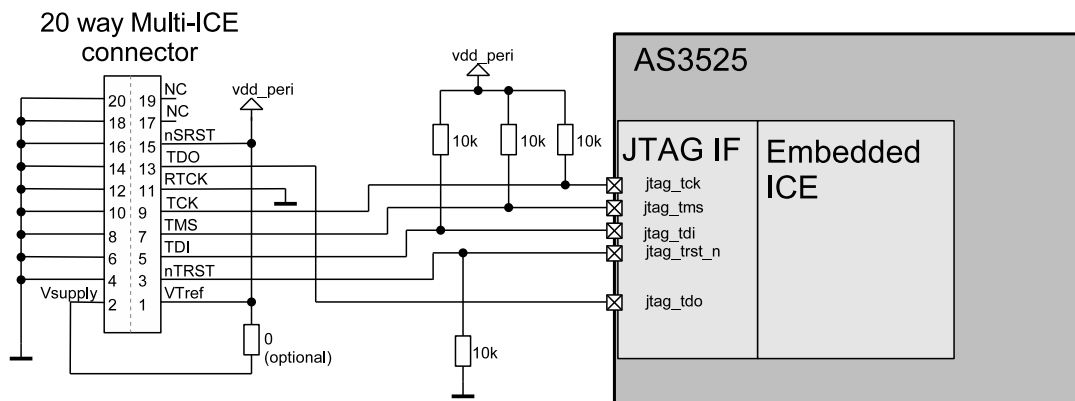 20 way Multi-ICE
connector
vdd_peri
vdd_peri
AS3525
20 19 NC
18 17 NC
16 15 nSRST
14 13 TDO
12 11 RTCK
10 9 TCK
8 7 TMS
6 5 TDI
4 3 nTRST
Vsupply 2 1 VTref
10k
10k
10k
0
(optional)
10k
JTAG IF
jtag_tck
jtag_tms
jtag_tdi
jtag_trst_n
jtag_tdo
Embedded
ICE